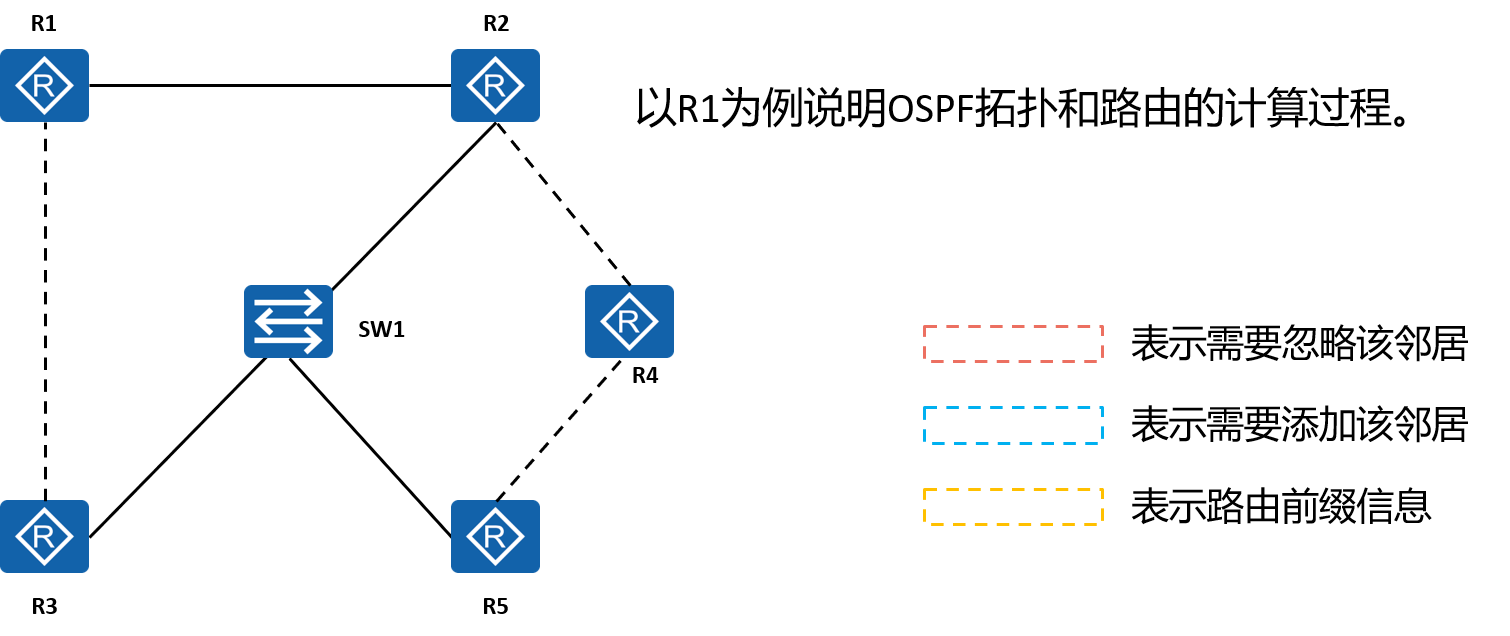 R1
R2
以R1为例说明OSPF拓扑和路由的计算过程。
R
R
SW1
R
R4
表示需要忽略该邻居
表示需要添加该邻居
表示路由前缀信息
R
R
R3
R5